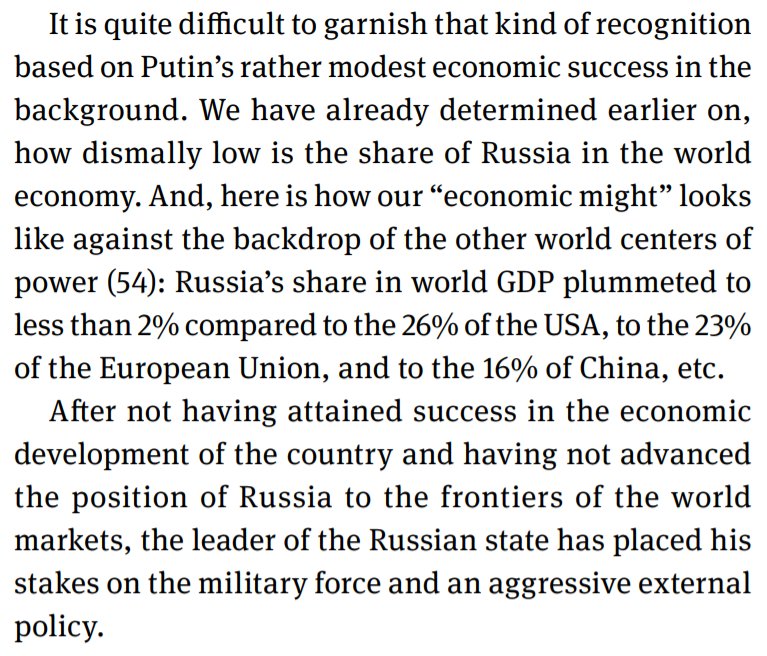 It is quite difficult to garnish that kind of recognition
based on Putin’s rather modest economic success in the
background. We have already determined earlier on,
how dismally low is the share of Russia in the world
economy. And, here is how our “economic might” looks
like against the backdrop of the other world centers of
power (54): Russia’s share in world GDP plummeted to
less than 2% compared to the 26% of the USA, to the 23%
of the European Union, and to the 16% of China, etc.
After not having attained success in the economic
development of the country and having not advanced
the position of Russia to the frontiers of the world
markets, the leader of the Russian state has placed his
stakes on the military force and an aggressive external
policy.